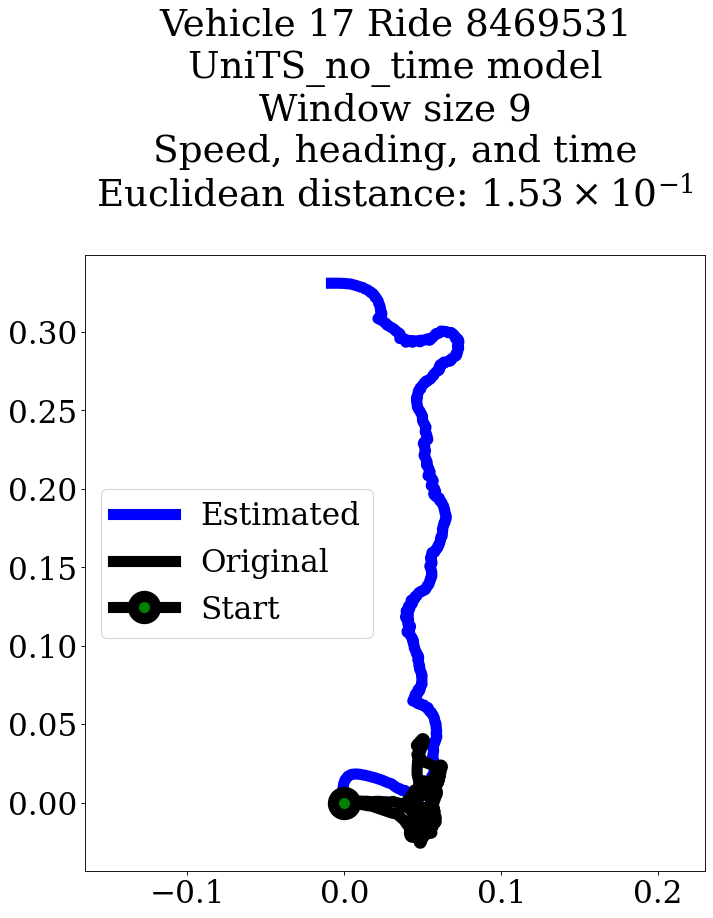 Vehicle 17 Ride 8469531
UniTS_no_time model
Window size 9
Speed, heading, and time
Euclidean distance: 1.53 × 10⁻¹
0.30
0.25
0.20
0.15
0.10
0.05
0.00
Estimated
Original
Start
−0.1
0.0
0.1
0.2